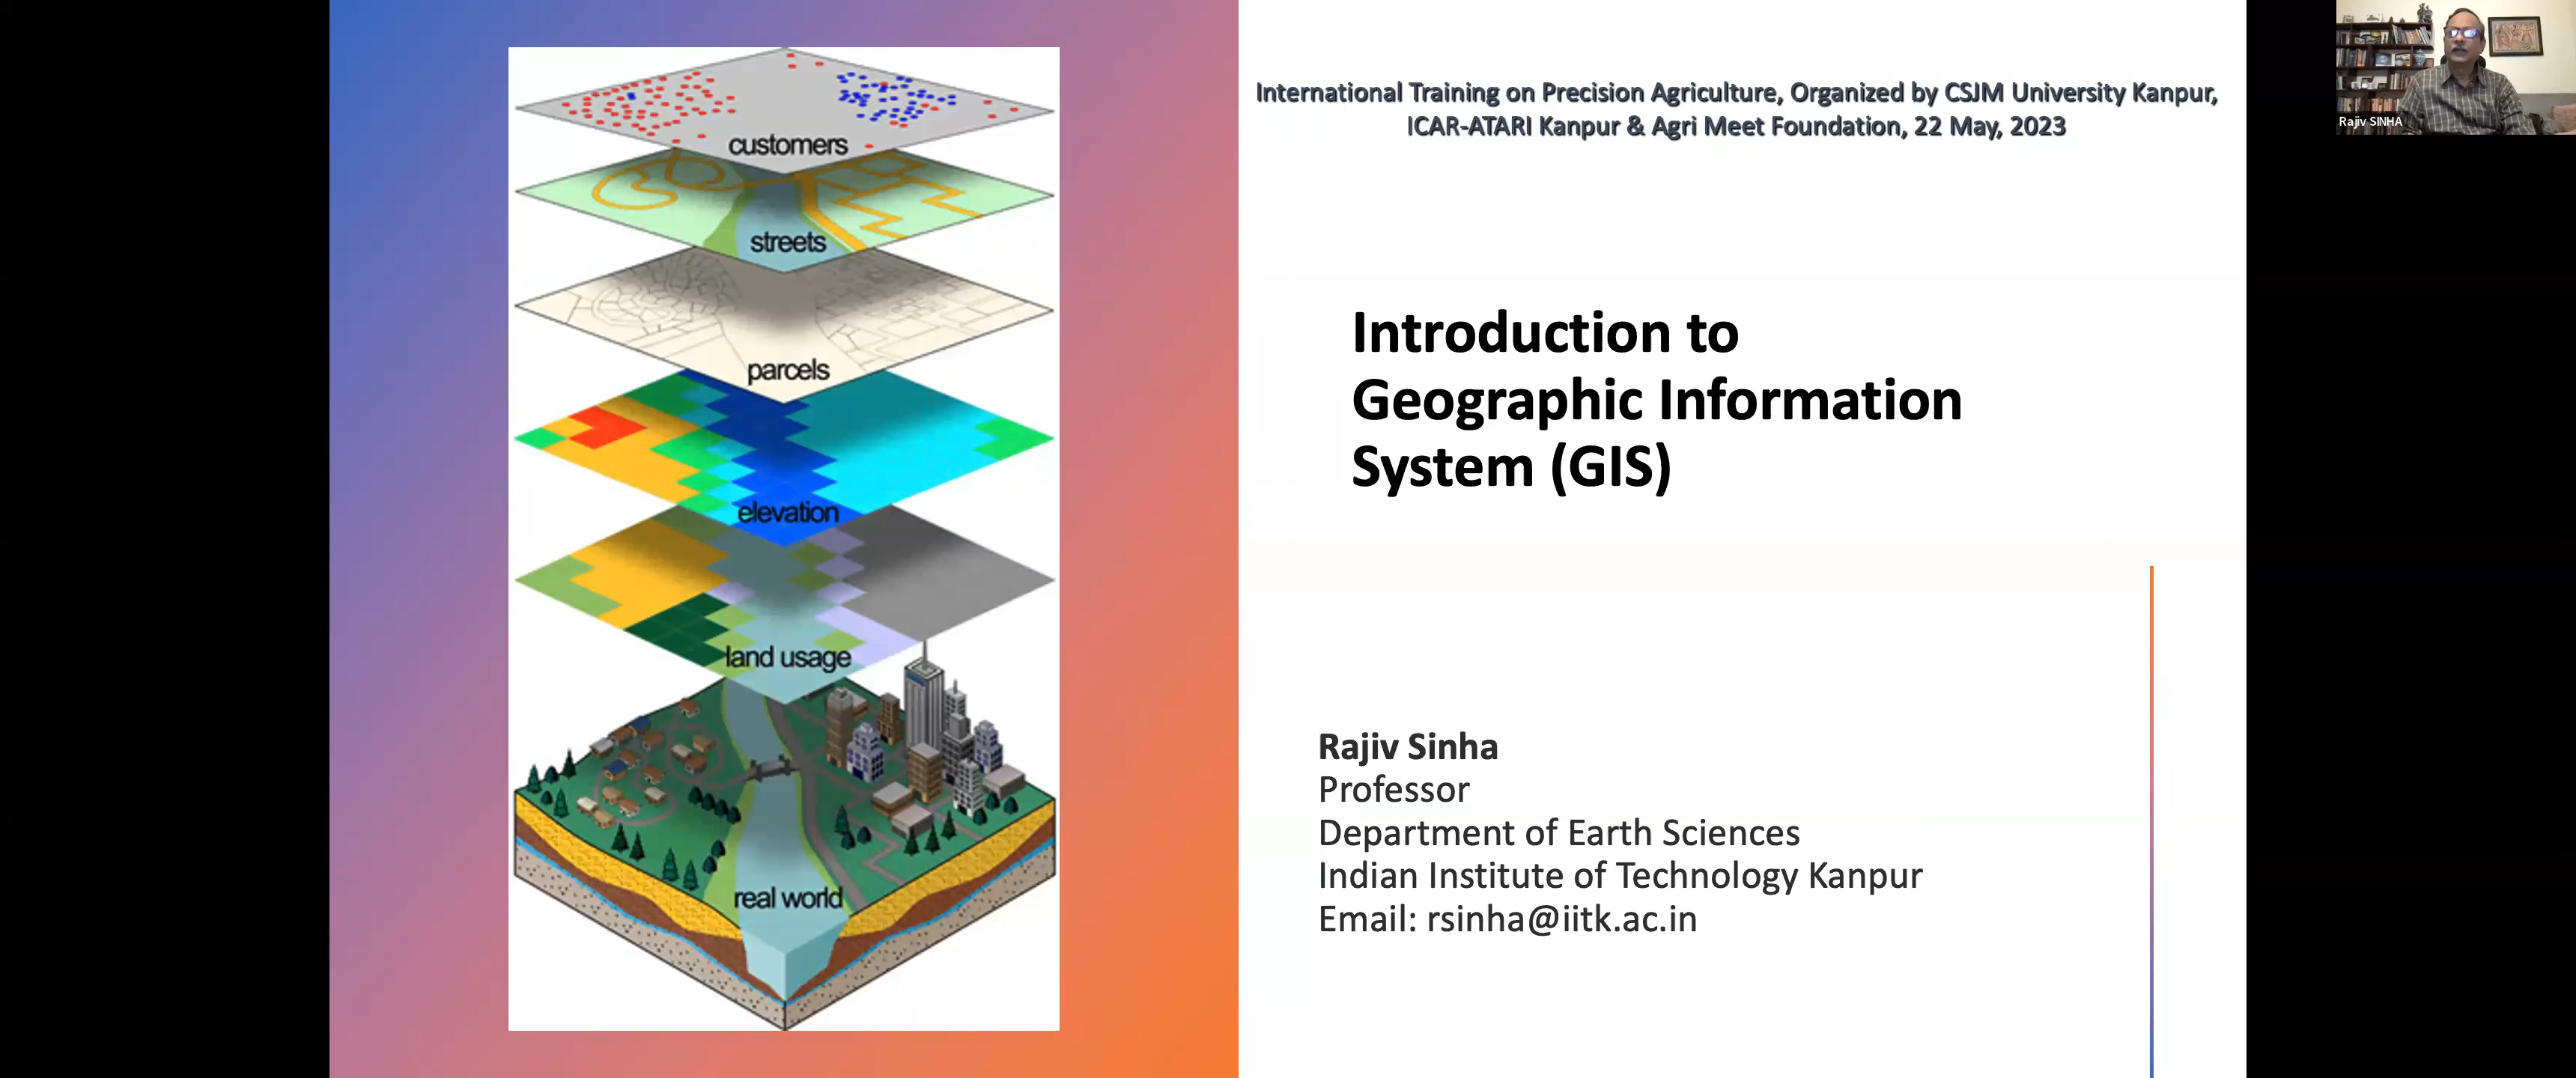 customers
streets
parcels
elevation
land usage
real world
International Training on Precision Agriculture, Organized by CSJM University Kanpur,
ICAR-ATARI Kanpur & Agri Meet Foundation, 22 May, 2023
Introduction to
Geographic Information
System (GIS)
Rajiv Sinha
Professor
Department of Earth Sciences
Indian Institute of Technology Kanpur
Email: rsinha@iitk.ac.in
Rajiv SINHA